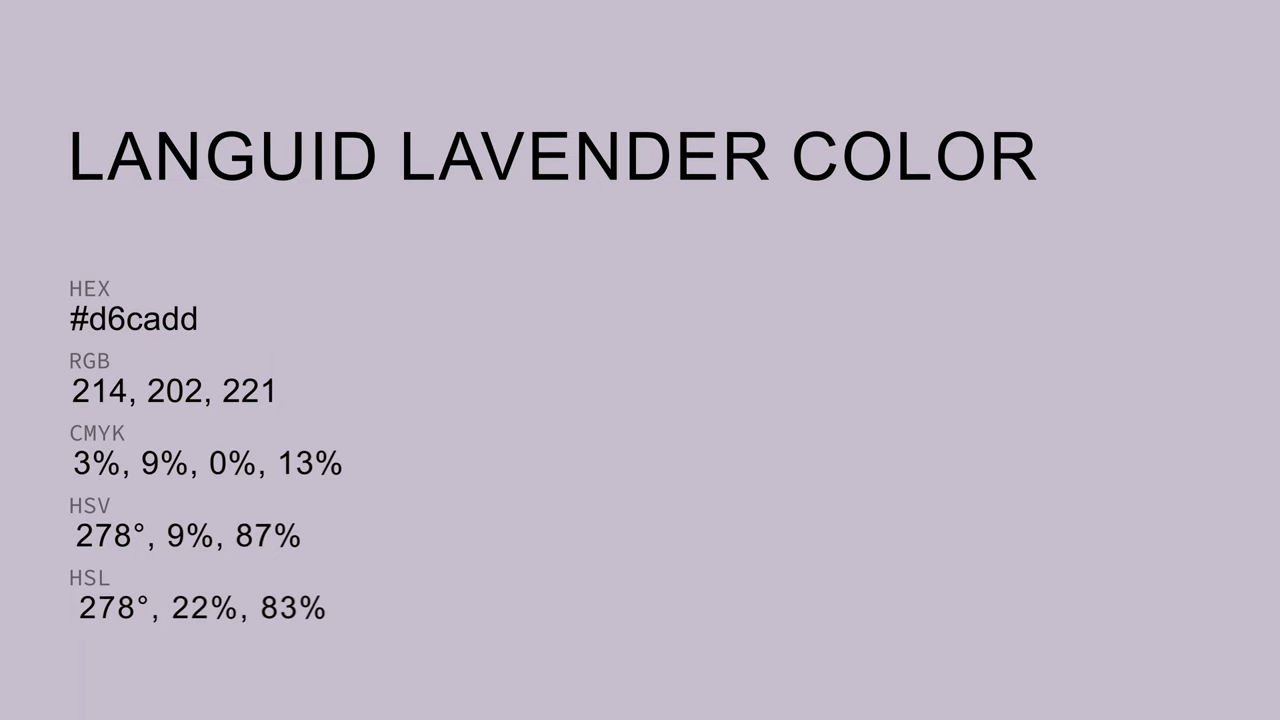 LANGUID LAVENDER COLOR
HEX
#d6cadd
RGB
214, 202, 221
CMYK
3%, 9%, 0%, 13%
HSV
278°, 9%, 87%
HSL
278°, 22%, 83%